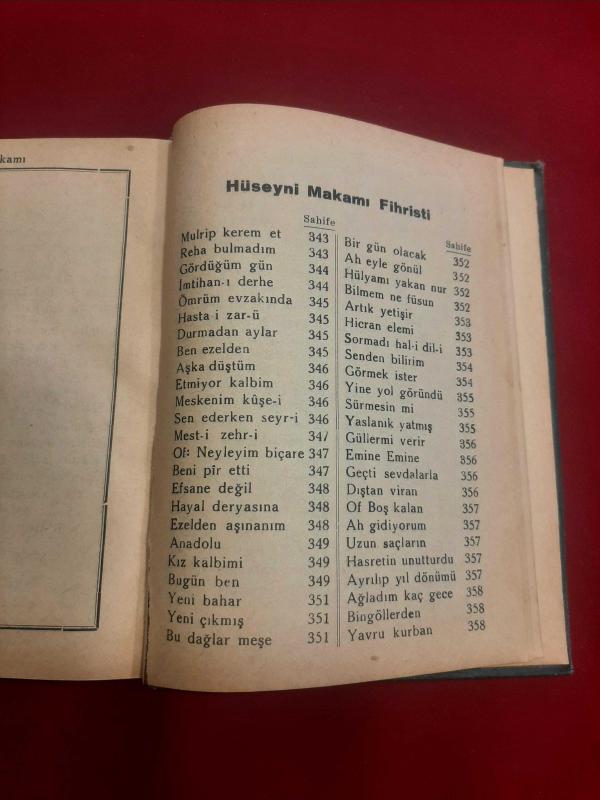 kamı
Hüseyni Makamı Fihristi
Sahife
Mulrip kerem et 343
Reha bulmadım 343
Gördüğüm gün 344
İmtihan-ı derhe 344
Ömrüm evzakında 345
Hasta i zar-ü 345
Durmadan aylar 345
Ben ezelden 345
Aşka düştüm 346
Etmiyor kalbim 346
Meskenim kûşe-i 346
Sen ederken seyr-i 346
Mest-i zehr-i 347
Of: Neyleyim biçare 347
Beni pîr etti 347
Efsane değil 348
Hayal deryasına 348
Ezelden aşınanım 348
Anadolu 349
Kız kalbimi 349
Bugün ben 349
Yeni bahar 351
Yeni çıkmış 351
Bu dağlar meşe 351
Sahife
Bir gün olacak 352
Ah eyle gönül 352
Hülyamı yakan nur 352
Bilmem ne füsun 352
Artık yetişir 353
Hicran elemi 353
Sormadı hal-i dil-i 353
Senden bilirim 354
Görmek ister 354
Yine yol göründü 355
Sürmesin mi 355
Yaslanik yatmış 355
Güllermi verir 356
Emine Emine 356
Geçti sevdalarla 356
Dıştan viran 356
Of Boş kalan 357
Ah gidiyorum 357
Uzun saçların 357
Hasretin unutturdu 357
Ayrılıp yıl dönümü 357
Ağladım kaç gece 358
Bingöllerden 358
Yavru kurban 358